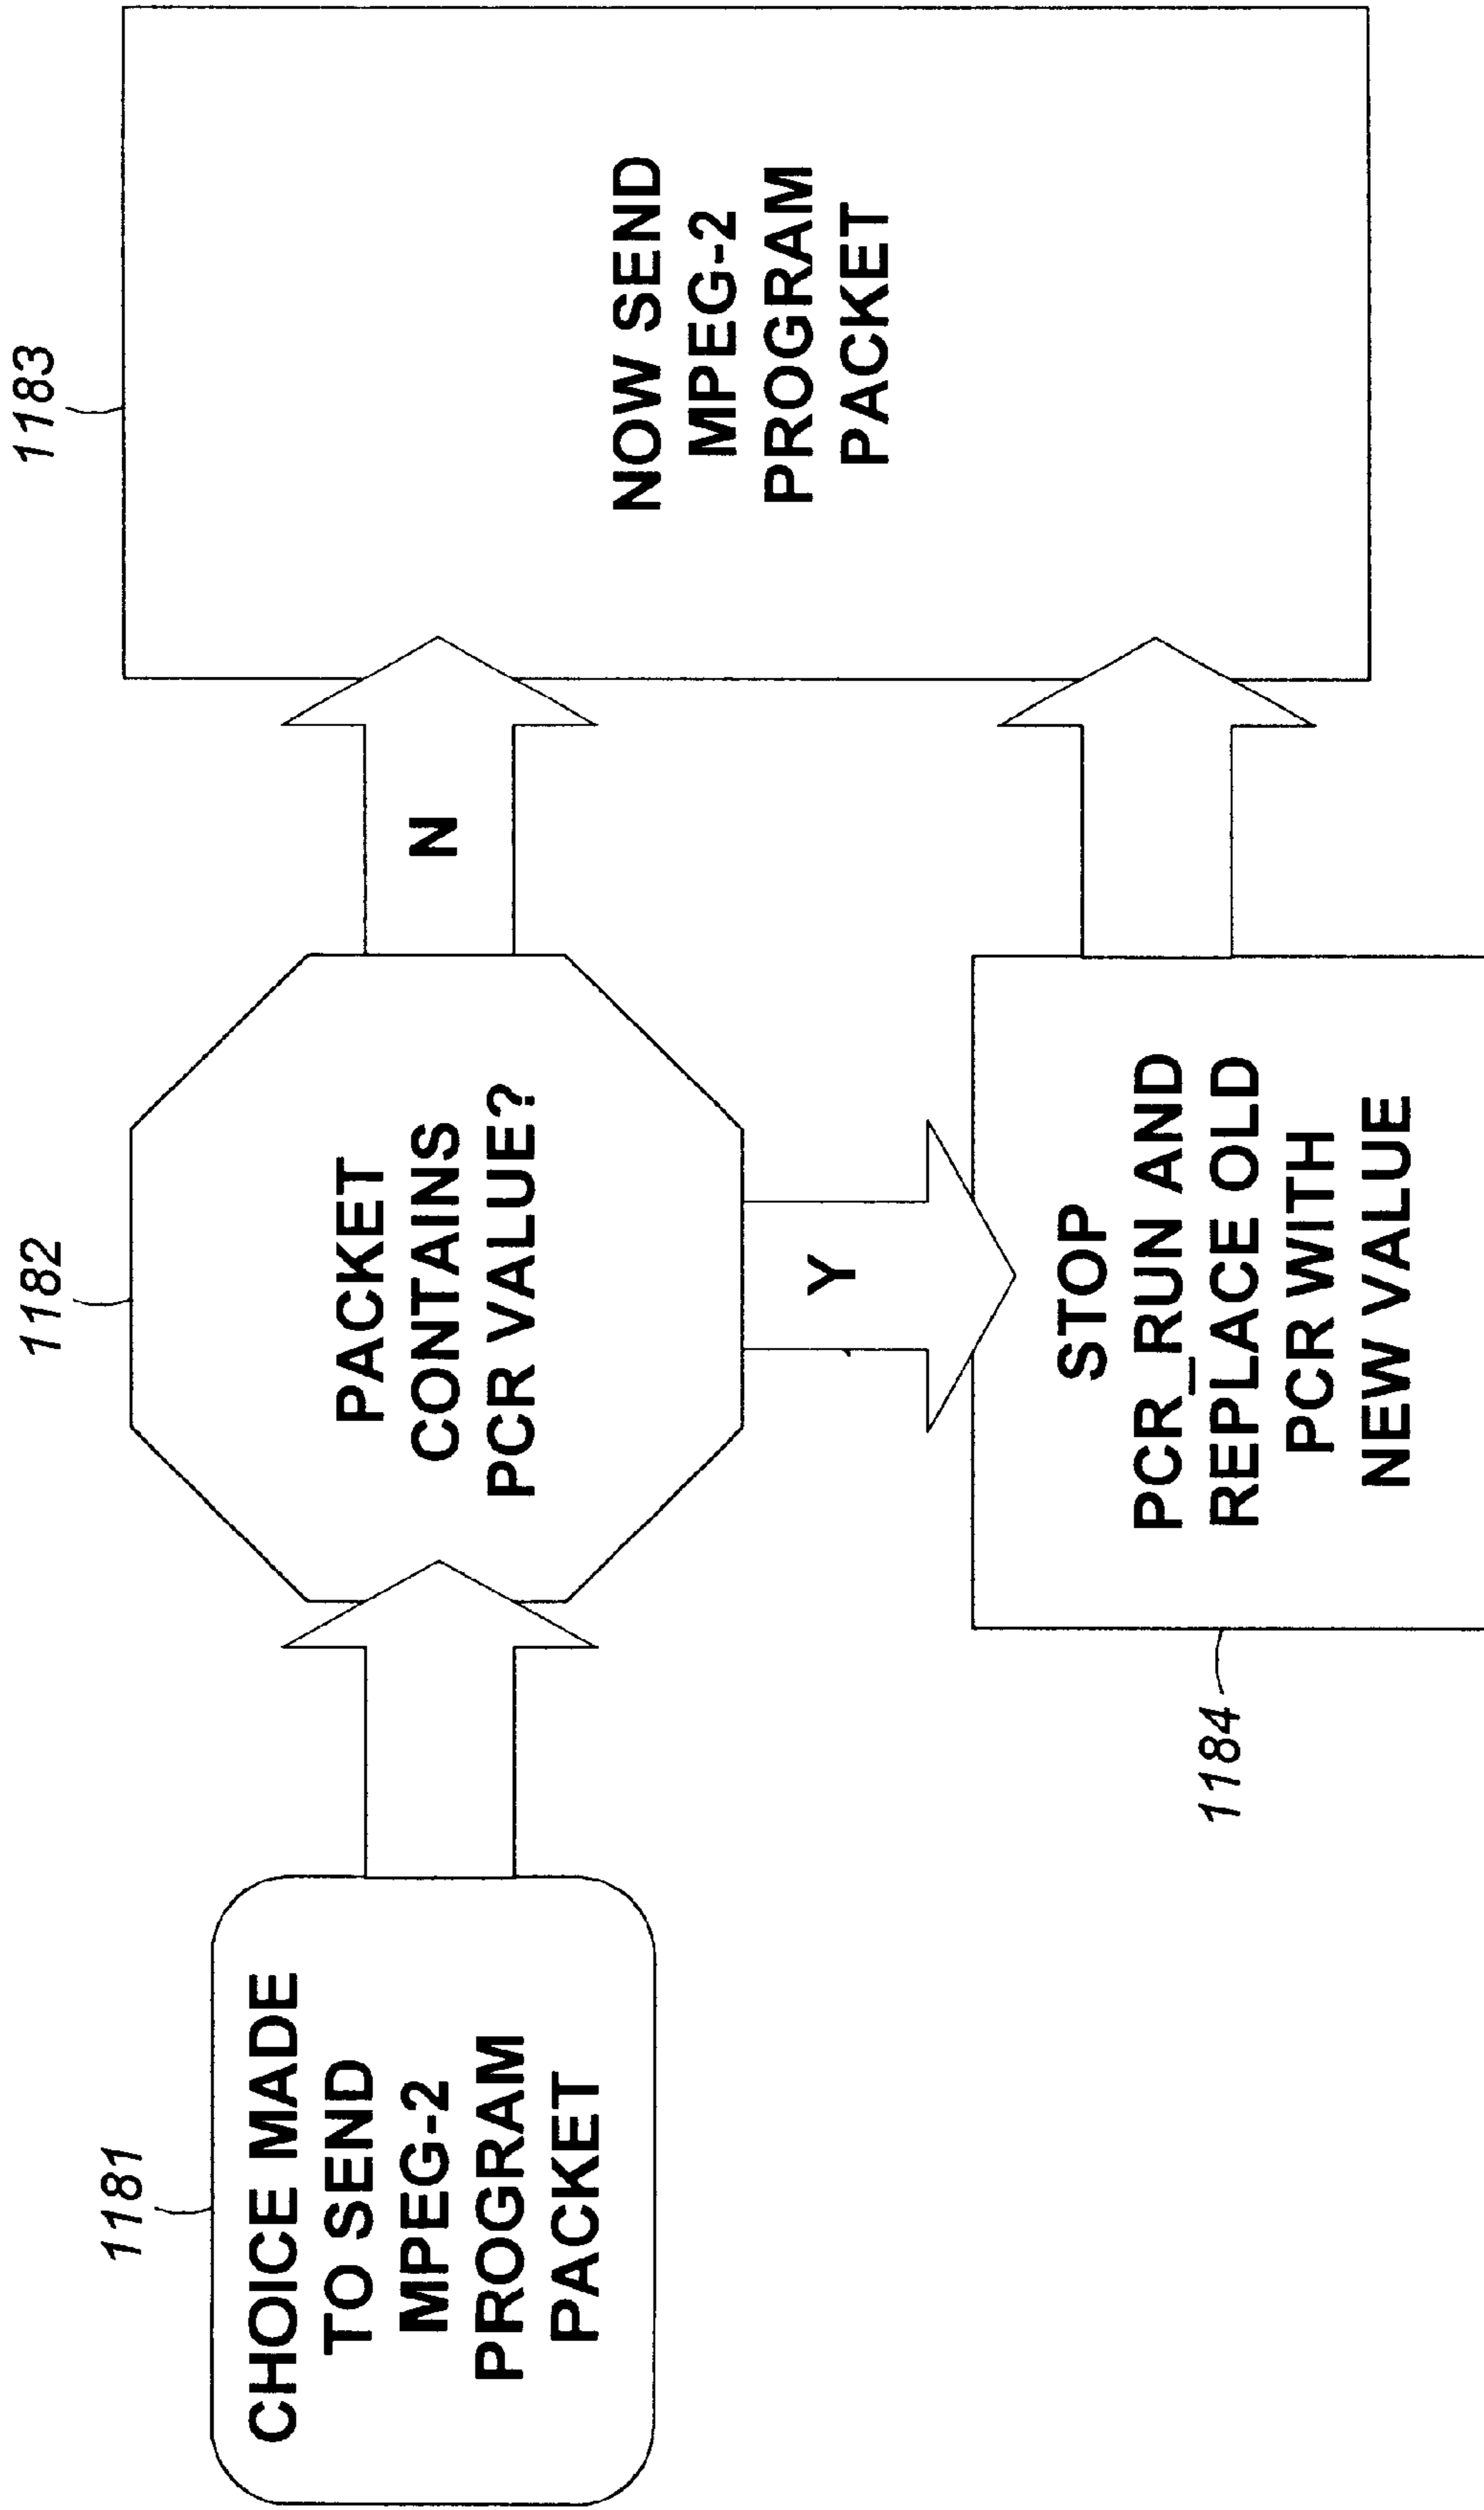 1181
CHOICE MADE
TO SEND
MPEG-2
PROGRAM
PACKET
1182
PACKET
CONTAINS
PCR VALUE?
N
Y
1183
NOW SEND
MPEG-2
PROGRAM
PACKET
1184
STOP
PCR_RUN AND
REPLACE OLD
PCR WITH
NEW VALUE